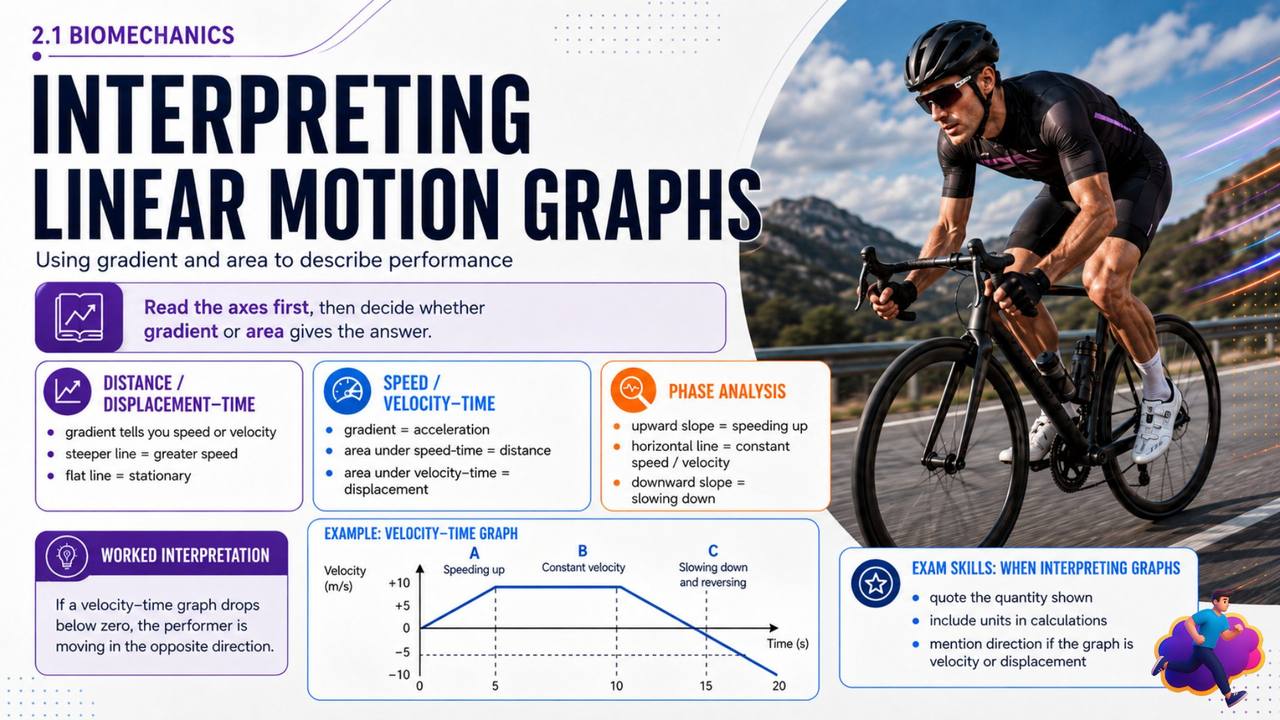 2.1 BIOMECHANICS
INTERPRETING
LINEAR MOTION GRAPHS
Using gradient and area to describe performance
Read the axes first, then decide whether
gradient or area gives the answer.
DISTANCE /
DISPLACEMENT–TIME
• gradient tells you speed or velocity
• steeper line = greater speed
• flat line = stationary
SPEED /
VELOCITY–TIME
• gradient = acceleration
• area under speed-time = distance
• area under velocity–time =
displacement
PHASE ANALYSIS
• upward slope = speeding up
• horizontal line = constant
speed / velocity
• downward slope =
slowing down
WORKED INTERPRETATION
If a velocity–time graph drops
below zero, the performer is
moving in the opposite direction.
EXAMPLE: VELOCITY–TIME GRAPH
A
Speeding up
B
Constant velocity
C
Slowing down
and reversing
Velocity
(m/s)
+10
+5
0
−5
−10
Time (s)
0 5 10 15 20
EXAM SKILLS: WHEN INTERPRETING GRAPHS
• quote the quantity shown
• include units in calculations
• mention direction if the graph is
velocity or displacement